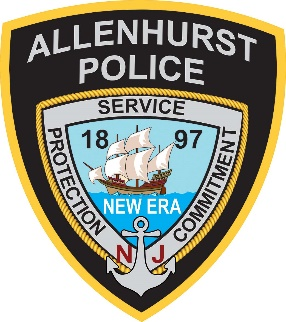 ALLENHURST
POLICE
SERVICE
PROTECTION
COMMITMENT
18 97
NEW ERA
N J